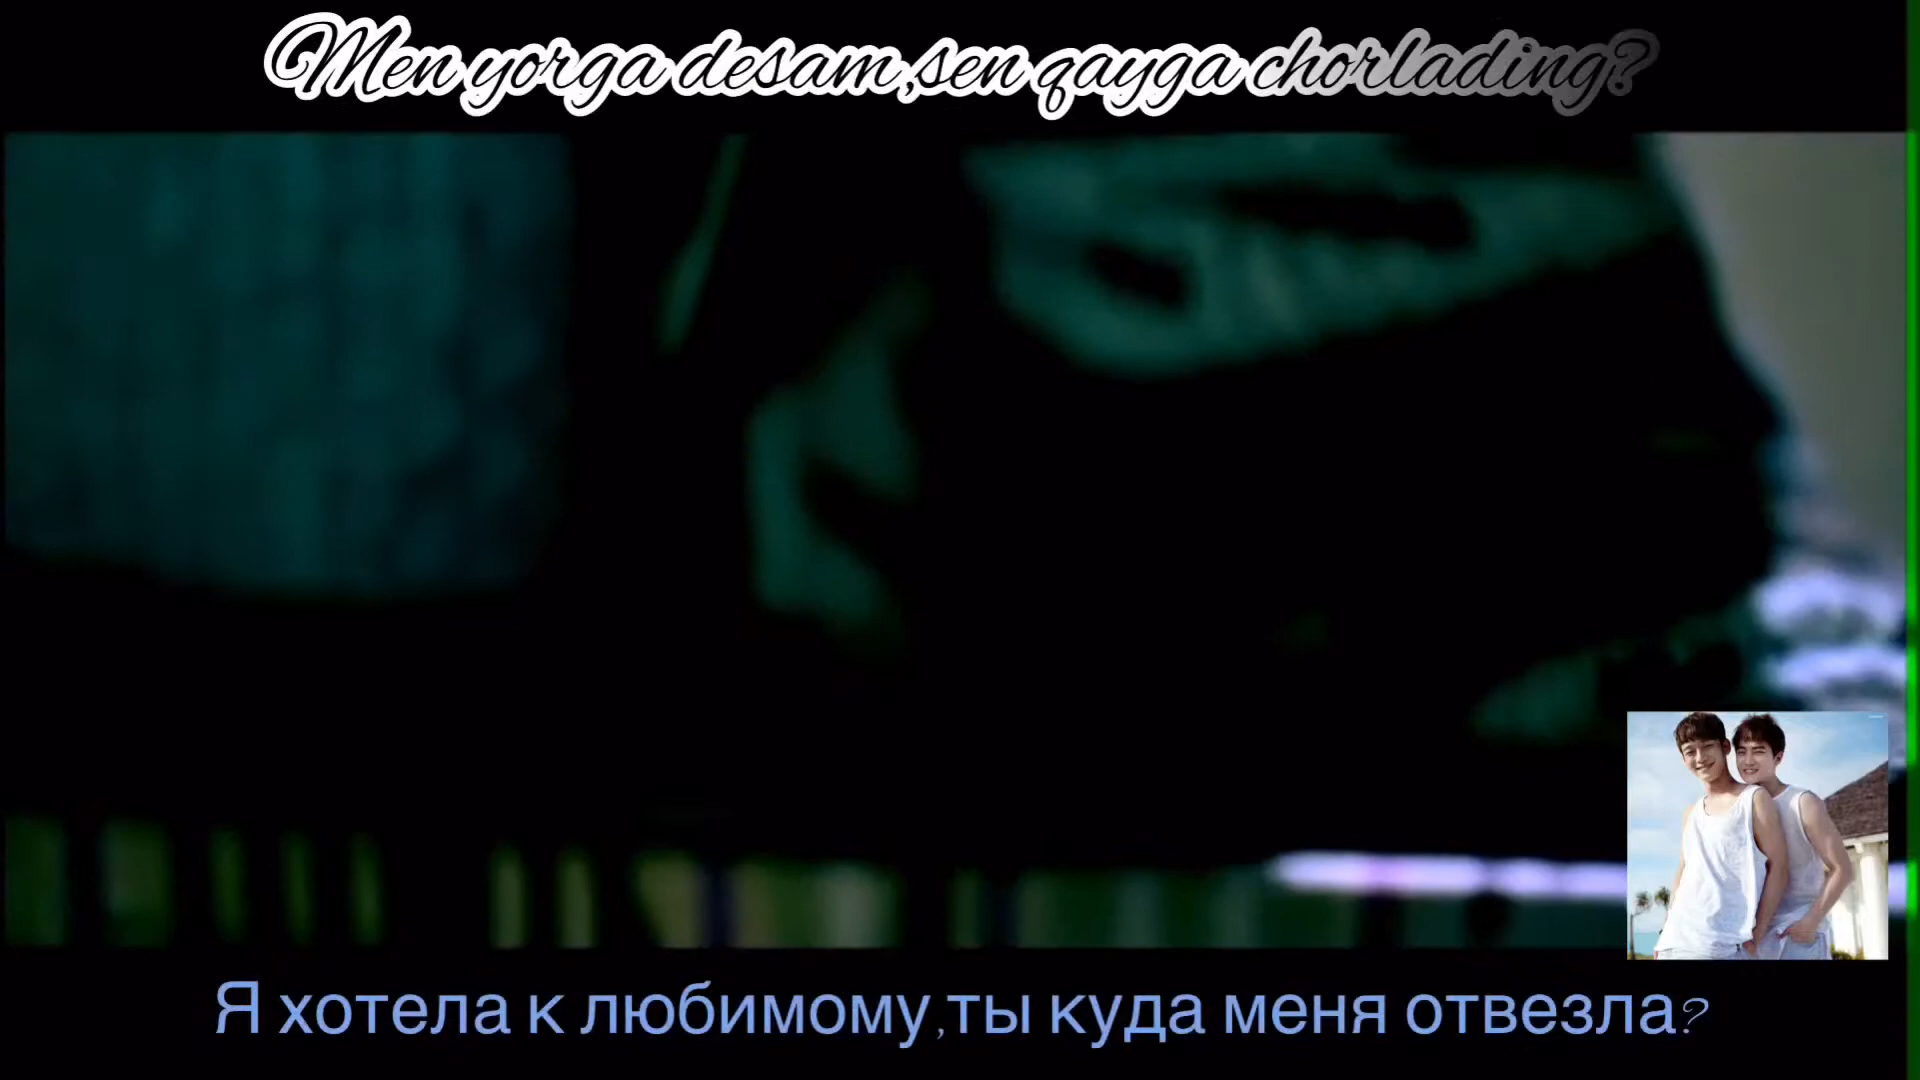 Men yorga desam,sen qayga chorlading?
Я хотела к любимому,ты куда меня отвезла?